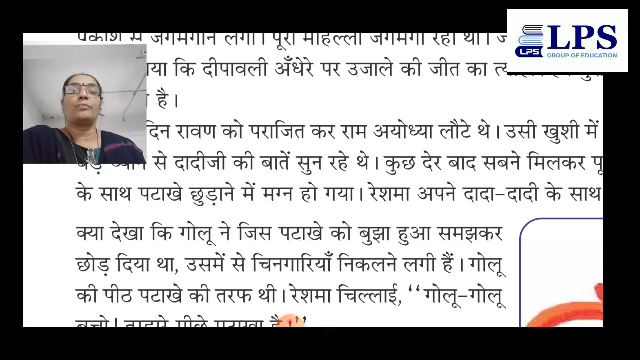 प्रकाश से जगमगाने लगा। पूरा मोहल्ला जगमगा रहा था।
कि दीपावली अँधेरे पर उजाले की जीत का
है।
दिन रावण को पराजित कर राम अयोध्या लौटे थे। उसी खुशी में
से दादीजी की बातें सुन रहे थे। कुछ देर बाद सबने मिलकर
के साथ पटाखे छुड़ाने में मग्न हो गया। रेशमा अपने दादा-दादी के साथ
क्या देखा कि गोलू ने जिस पटाखे को बुझा हुआ समझकर
छोड़ दिया था, उसमें से चिनगारियाँ निकलने लगी हैं। गोलू
की पीठ पटाखे की तरफ थी। रेशमा चिल्लाई, ‘‘गोलू-गोलू
LPS
GROUP OF EDUCATION